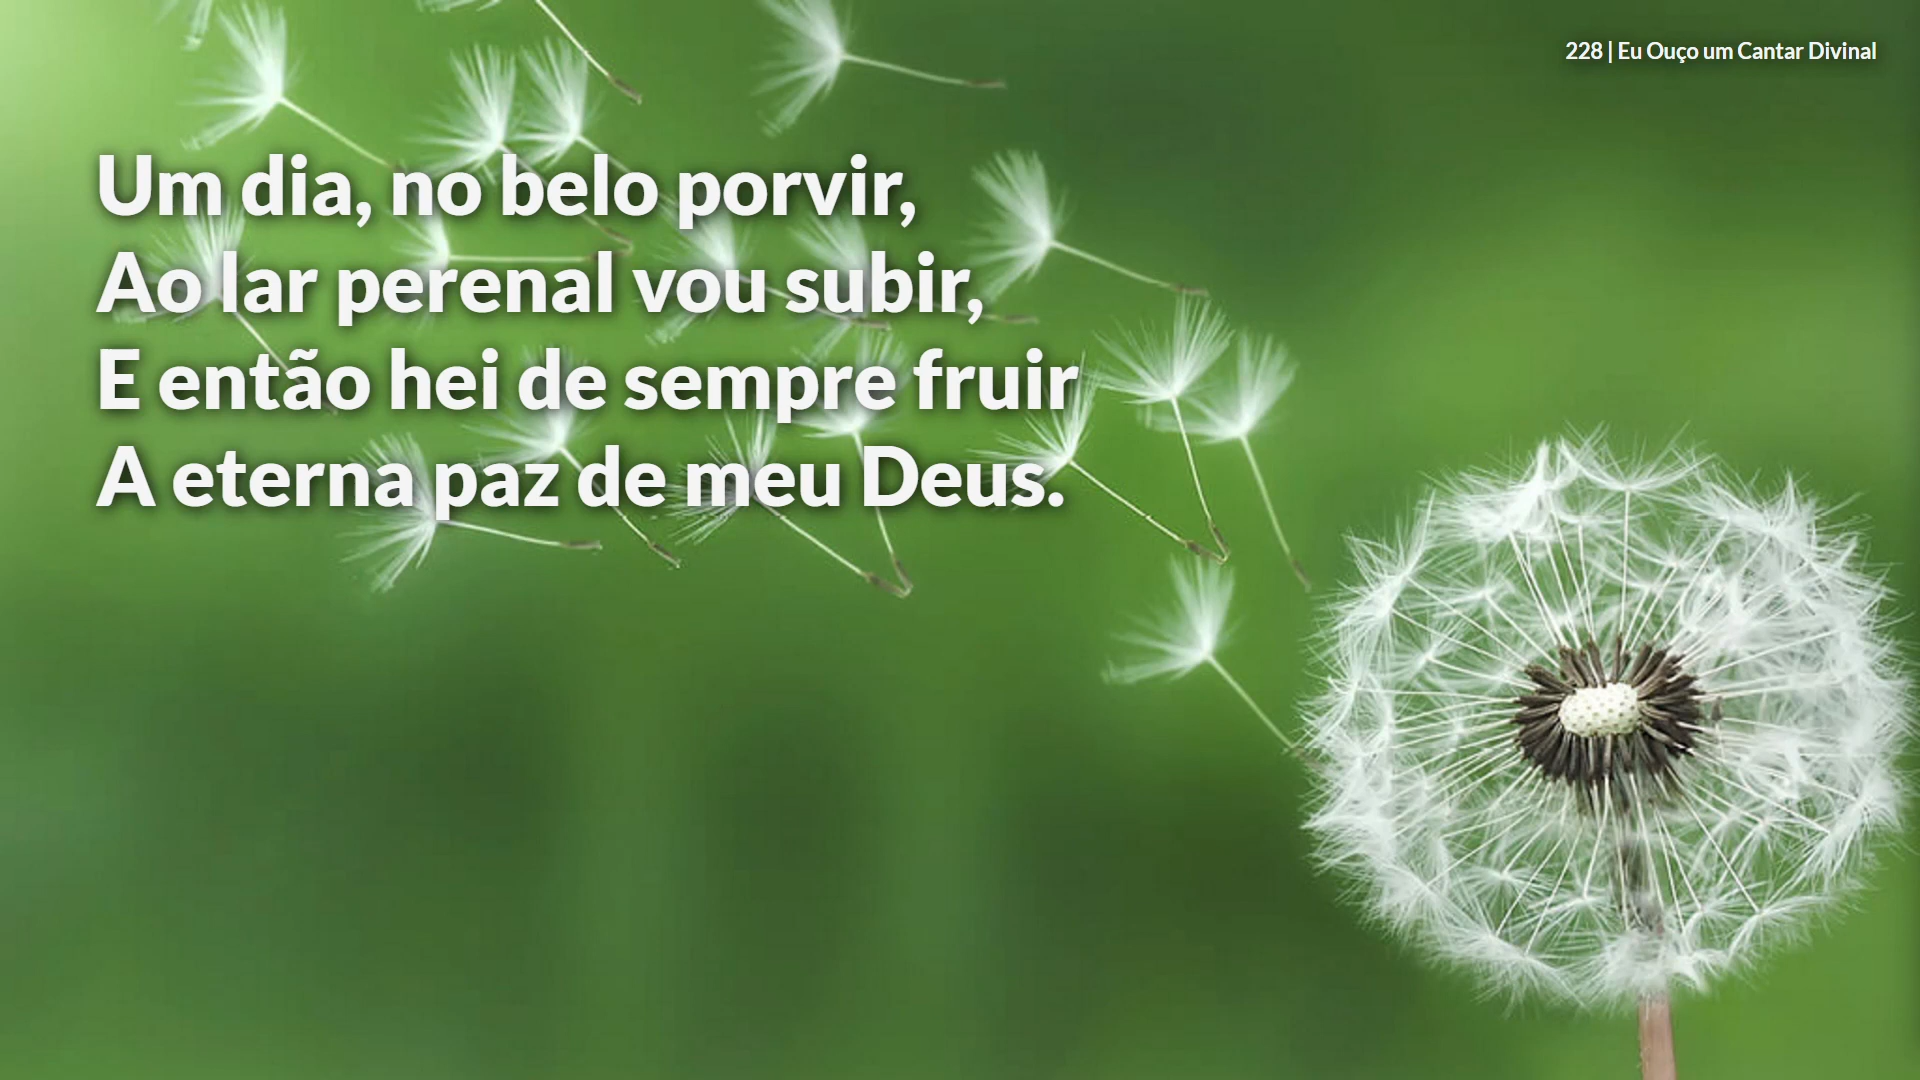 228 | Eu Ouço um Cantar Divinal
Um dia, no belo porvir,
Ao lar perenal vou subir,
E então hei de sempre fruir
A eterna paz de meu Deus.